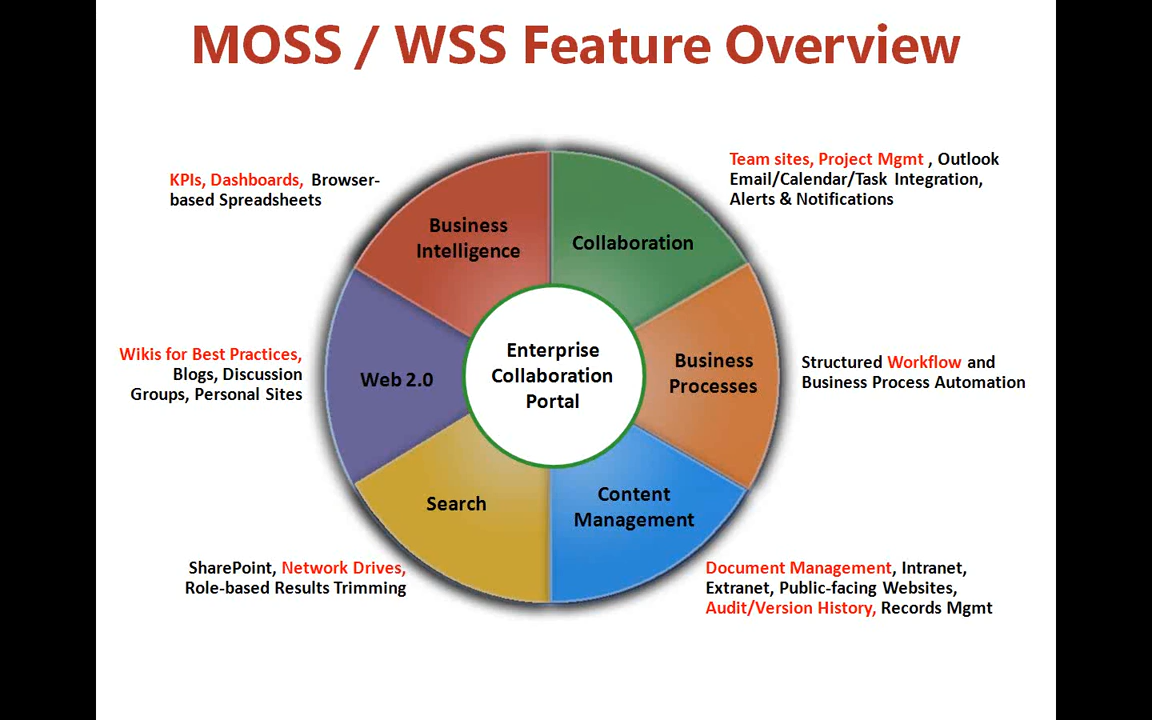 MOSS / WSS Feature Overview
KPIs, Dashboards, Browser-
based Spreadsheets
Team sites, Project Mgmt , Outlook
Email/Calendar/Task Integration,
Alerts & Notifications
Business
Intelligence
Collaboration
Wikis for Best Practices,
Blogs, Discussion
Groups, Personal Sites
Web 2.0
Enterprise
Collaboration
Portal
Business
Processes
Structured Workflow and
Business Process Automation
Search
Content
Management
SharePoint, Network Drives,
Role-based Results Trimming
Document Management, Intranet,
Extranet, Public-facing Websites,
Audit/Version History, Records Mgmt